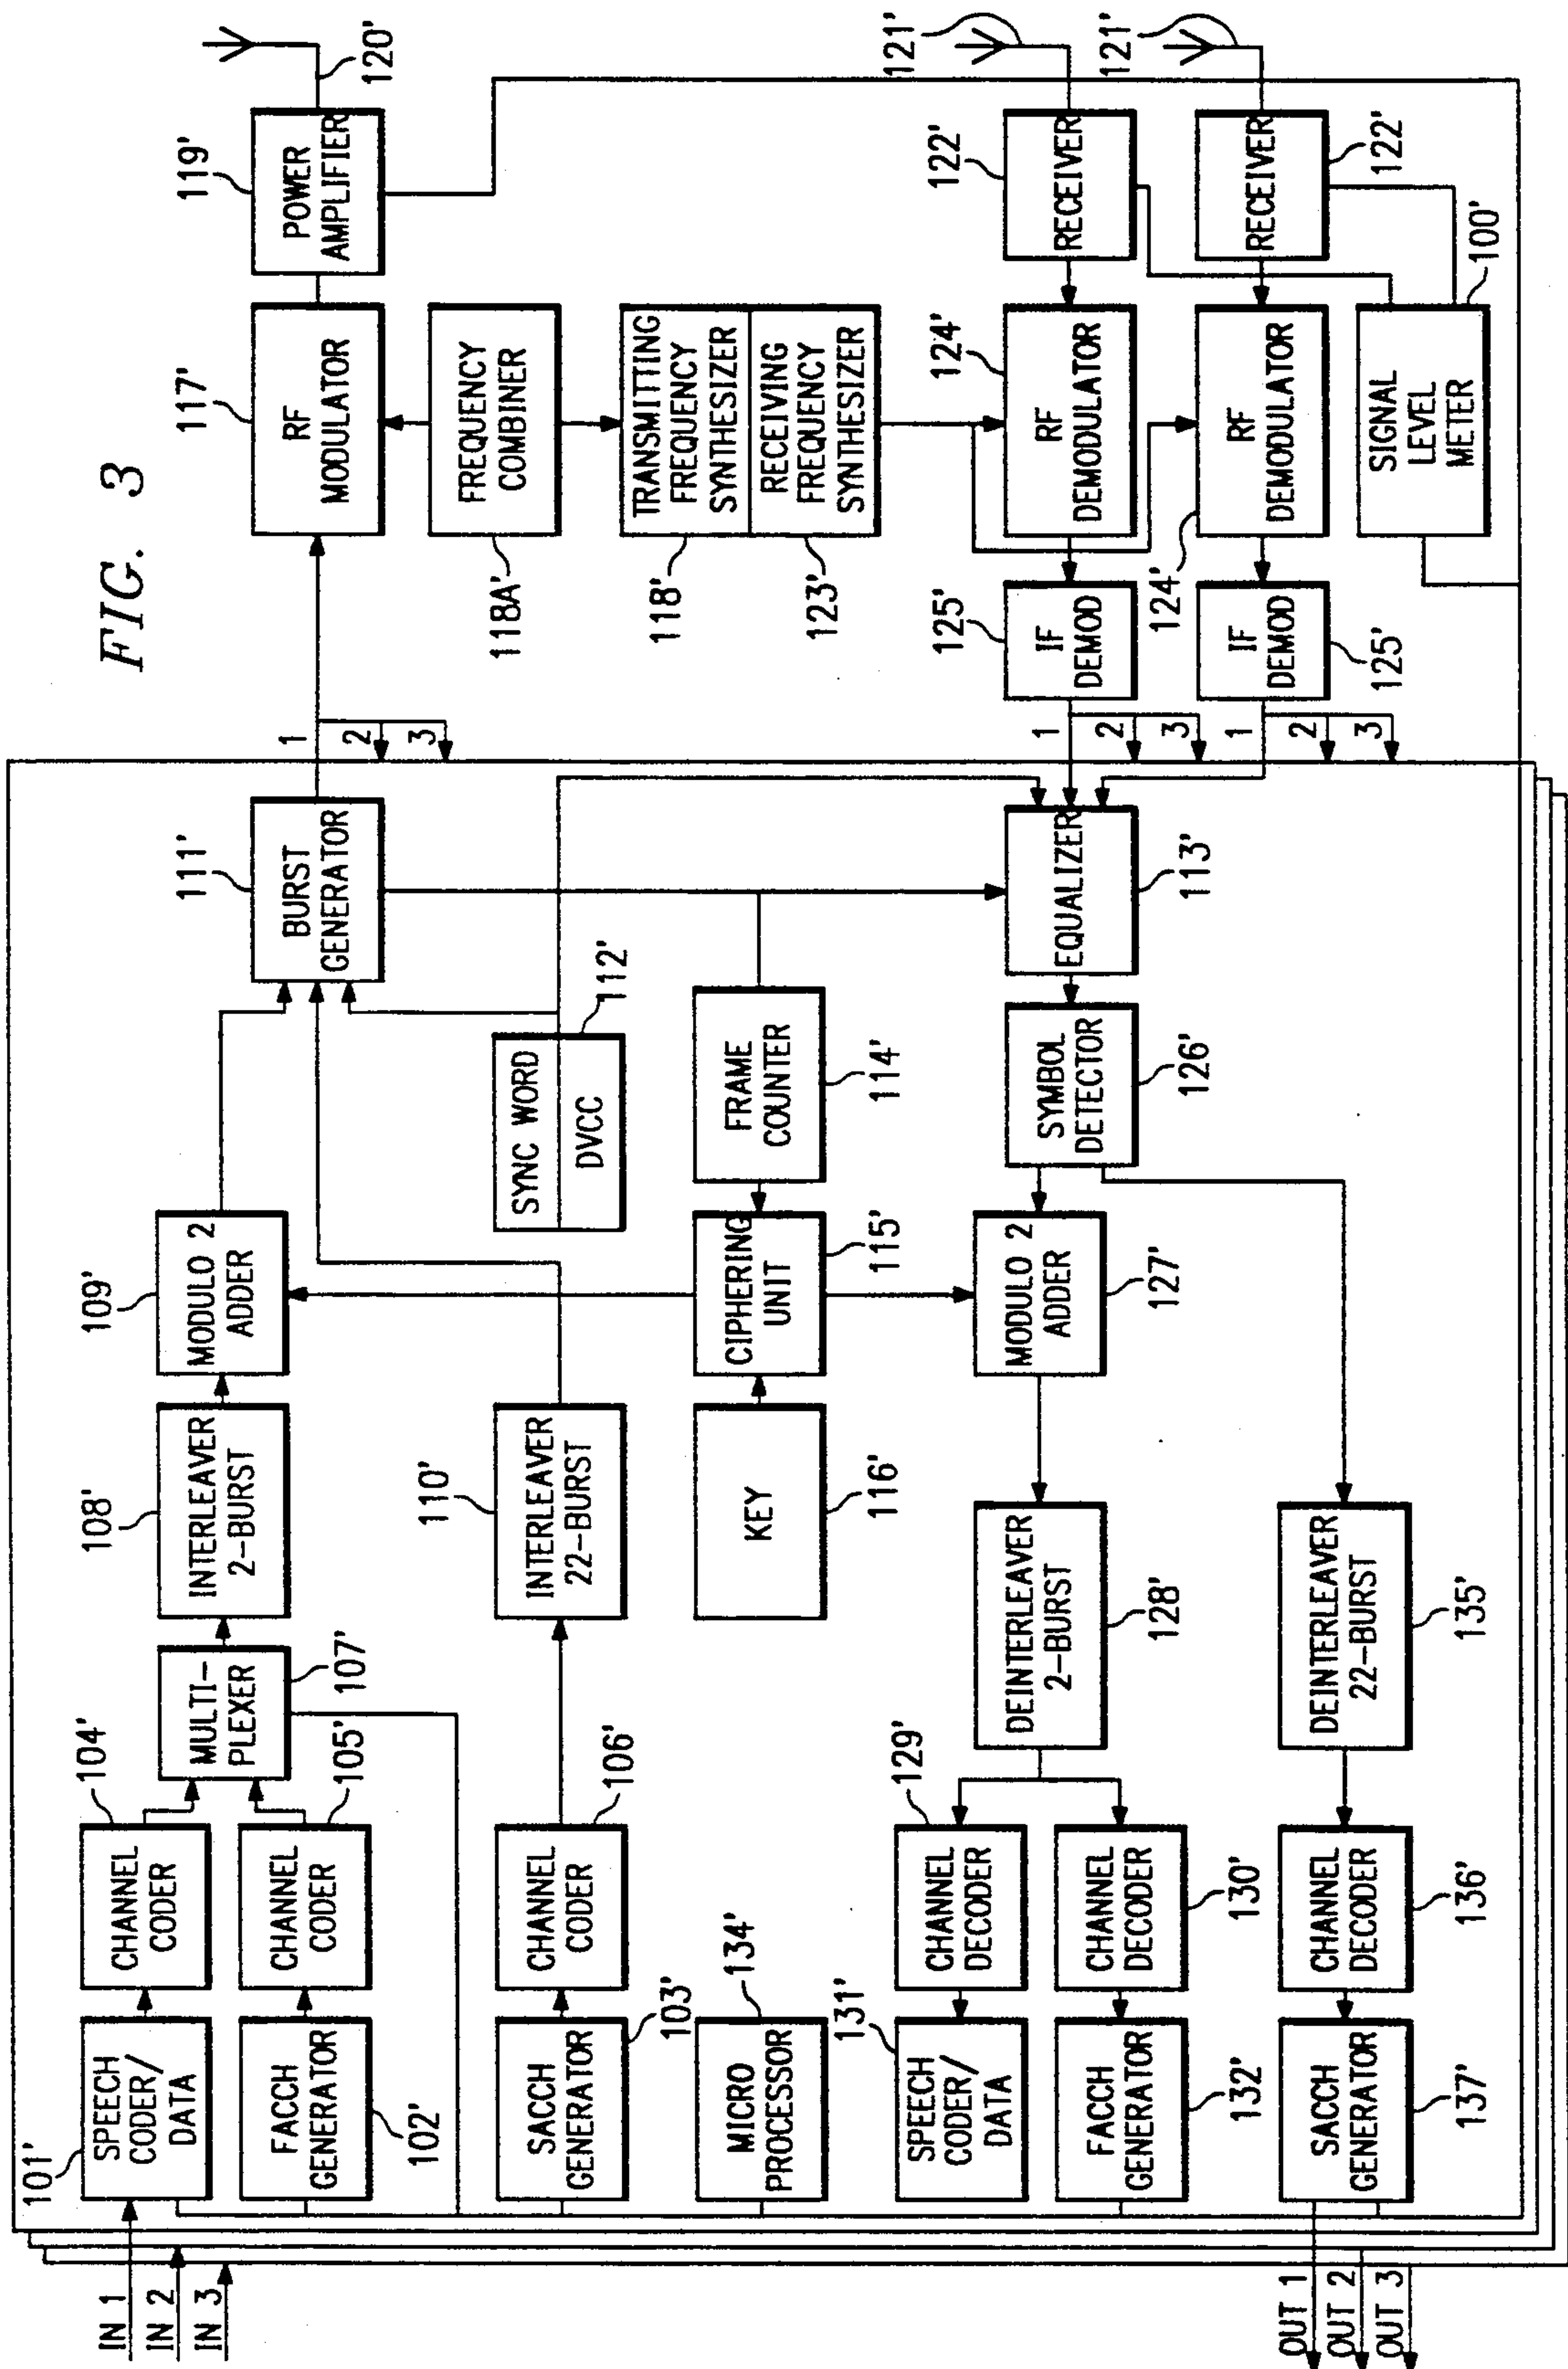 FIG. 3
IN 1
IN 2
IN 3
101'
SPEECH
CODER/
DATA
104'
CHANNEL
CODER
FACCH
GENERATOR
102'
CHANNEL
CODER
105'
MULTI-
PLEXER
107'
108'
INTERLEAVER
2-BURST
109'
MODULO 2
ADDER
111'
BURST
GENERATOR
1
2
3
117'
RF
MODULATOR
119'
POWER
AMPLIFIER
120'
SACCH
GENERATOR
103'
CHANNEL
CODER
106'
110'
INTERLEAVER
22-BURST
SYNC WORD
DVCC
112'
FREQUENCY
COMBINER
118A'
MICRO
PROCESSOR
134'
KEY
116'
CIPHERING
UNIT
115'
FRAME
COUNTER
114'
TRANSMITTING
FREQUENCY
SYNTHESIZER
118'
RECEIVING
FREQUENCY
SYNTHESIZER
123'
131'
SPEECH
CODER/
DATA
129'
CHANNEL
DECODER
FACCH
GENERATOR
132'
CHANNEL
DECODER
130'
DEINTERLEAVER
2-BURST
128'
MODULO 2
ADDER
127'
SYMBOL
DETECTOR
126'
EQUALIZER
113'
1
2
3
125'
IF
DEMOD
124'
RF
DEMODULATOR
122'
RECEIVER
121'
SACCH
GENERATOR
137'
CHANNEL
DECODER
136'
DEINTERLEAVER
22-BURST
135'
1
2
3
IF
DEMOD
125'
124'
RF
DEMODULATOR
RECEIVER
122'
121'
SIGNAL
LEVEL
METER
100'
OUT 1
OUT 2
OUT 3